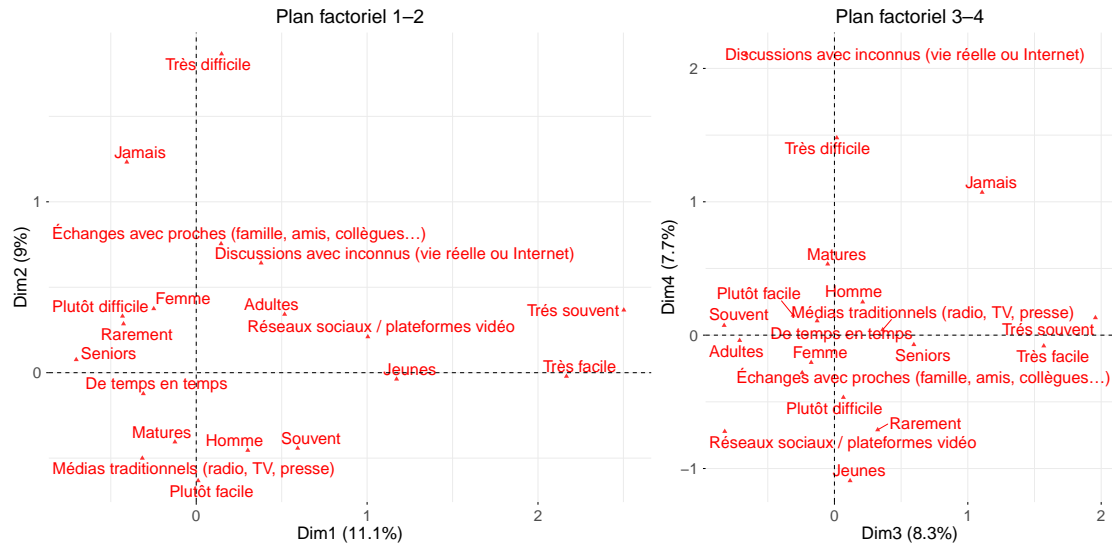 Plan factoriel 1–2
Très difficile
Jamais
Échanges avec proches (famille, amis, collègues…)
Discussions avec inconnus (vie réelle ou Internet)
Femme
Plutôt difficile
Adultes
Trés souvent
Rarement
Réseaux sociaux / plateformes vidéo
Seniors
Jeunes
Très facile
De temps en temps
Matures
Homme
Souvent
Médias traditionnels (radio, TV, presse)
Plutôt facile
1
0
0
1
2
Dim1 (11.1%)
Dim2 (9%)
Plan factoriel 3–4
Discussions avec inconnus (vie réelle ou Internet)
Très difficile
Jamais
Matures
Plutôt facile
Homme
Souvent
Médias traditionnels (radio, TV, presse)
De temps en temps
Trés souvent
Adultes
Femme
Seniors
Très facile
Échanges avec proches (famille, amis, collègues…)
Plutôt difficile
Rarement
Réseaux sociaux / plateformes vidéo
Jeunes
2
1
0
−1
0
1
2
Dim3 (8.3%)
Dim4 (7.7%)